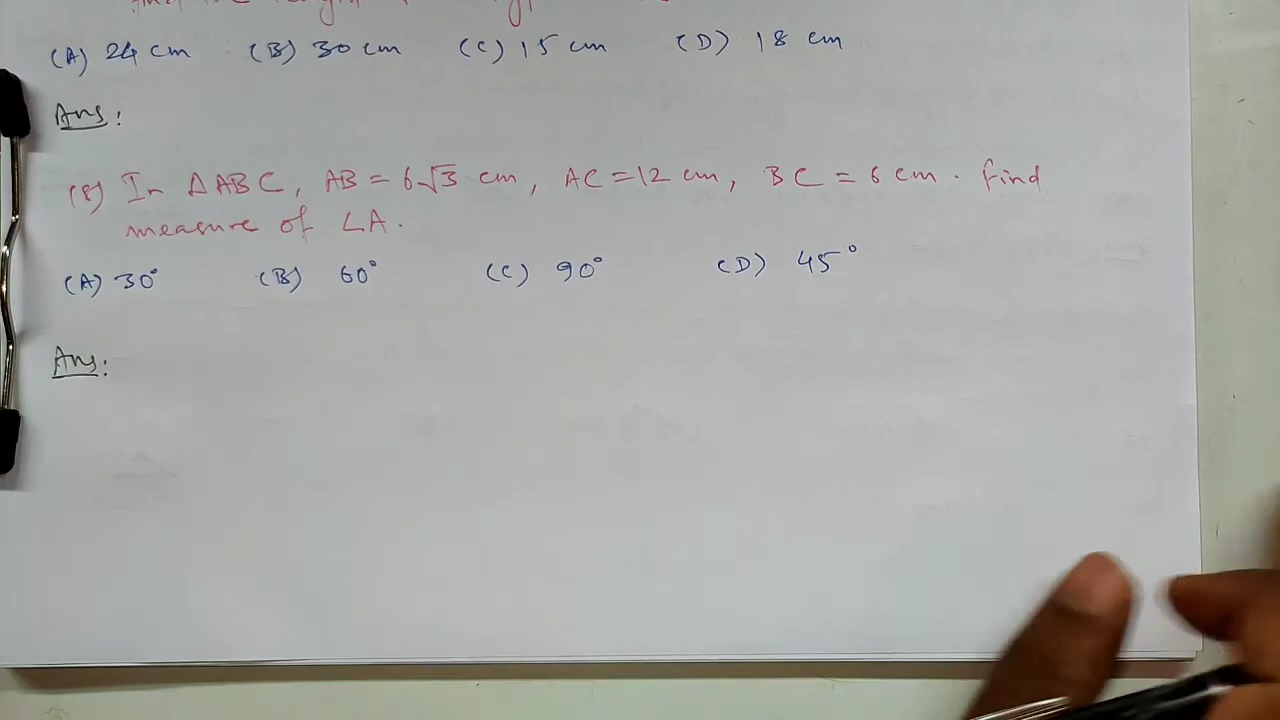 (A) 24 cm (B) 30 cm (C) 15 cm (D) 18 cm
Ans:
(8) In ΔABC, AB = 6√3 cm, AC = 12 cm, BC = 6 cm. find
measure of ∠A.
(A) 30° (B) 60° (C) 90° (D) 45°
Ans: